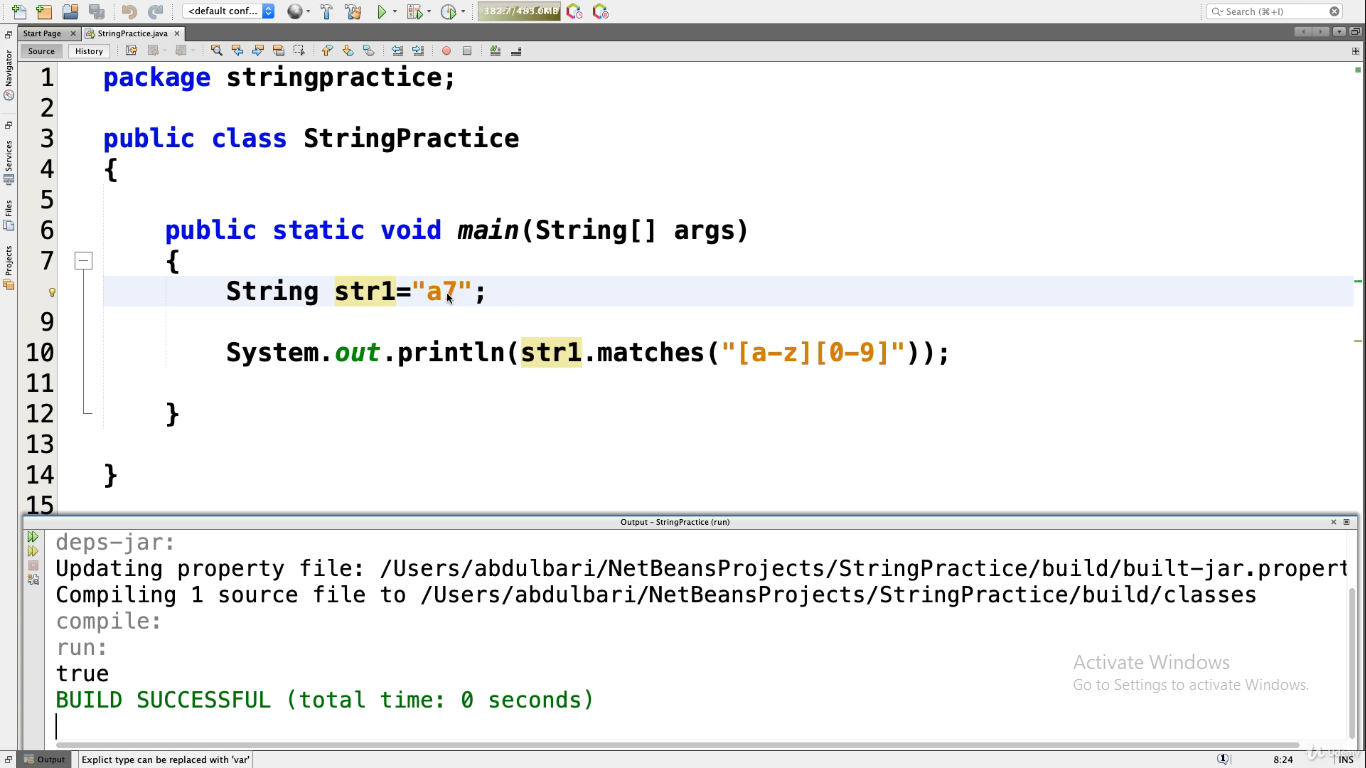 <default conf...
382.7/483.0MB
Search (⌘+I)
Start Page
StringPractice.java
Source
History
Navigator
Services
Files
Projects
1 package stringpractice;
2
3 public class StringPractice
4 {
5
6 public static void main(String[] args)
7 {
String str1="a7";
9
10 System.out.println(str1.matches("[a-z][0-9]"));
11
12 }
13
14 }
15
Output - StringPractice (run)
deps-jar:
Updating property file: /Users/abdulbari/NetBeansProjects/StringPractice/build/built-jar.propert
Compiling 1 source file to /Users/abdulbari/NetBeansProjects/StringPractice/build/classes
compile:
run:
true
BUILD SUCCESSFUL (total time: 0 seconds)
Activate Windows
Go to Settings to activate Windows.
Output
Explict type can be replaced with 'var'
1
8:24
INS
Udemy